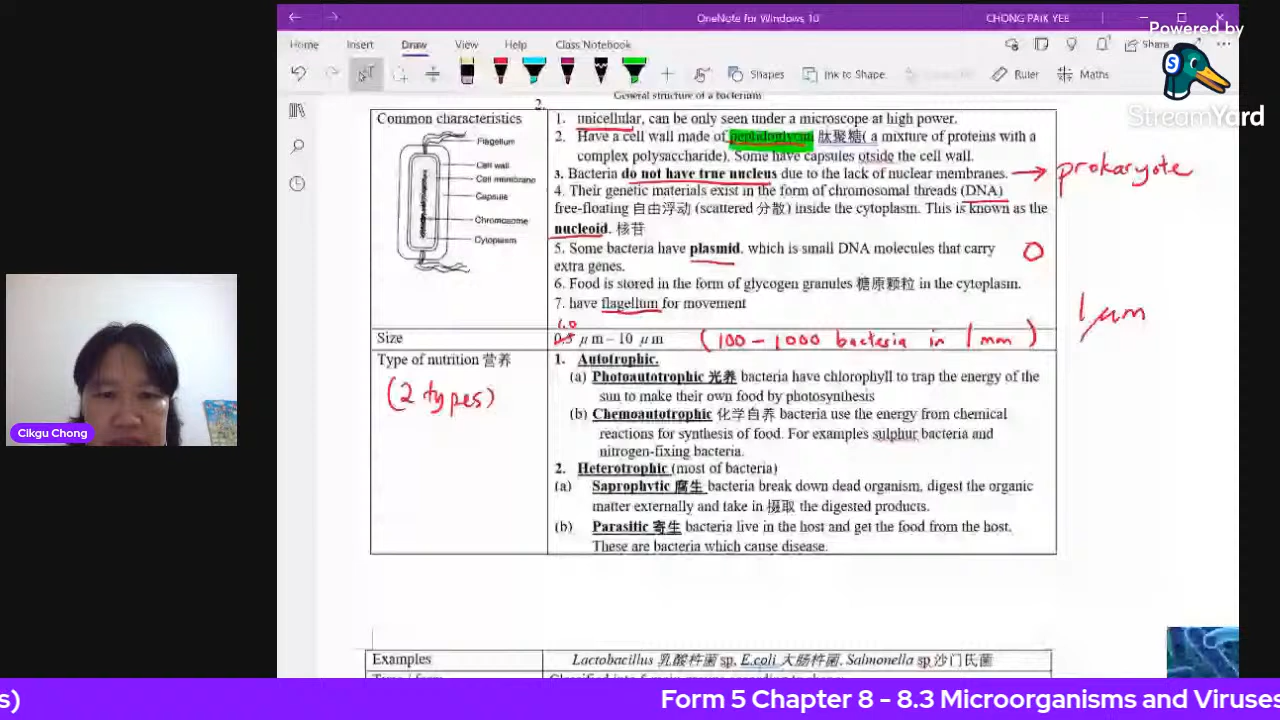 OneNote for Windows 10
CHONG PAIK YEE
Powered by
StreamYard
Home Insert Draw View Help Class Notebook
Share
Shapes Ink to Shape Ruler Maths
General structure of a bacterium
2.
Common characteristics
Flagellum
Cell wall
Cell membrane
Capsule
Chromosome
Cytoplasm
1. unicellular, can be only seen under a microscope at high power.
2. Have a cell wall made of peptidoglycan 肽聚糖( a mixture of proteins with a
complex polysaccharide). Some have capsules otside the cell wall.
3. Bacteria do not have true nucleus due to the lack of nuclear membranes.
prokaryote
4. Their genetic materials exist in the form of chromosomal threads (DNA)
free-floating 自由浮动 (scattered 分散) inside the cytoplasm. This is known as the
nucleoid. 核苷
5. Some bacteria have plasmid. which is small DNA molecules that carry
extra genes.
6. Food is stored in the form of glycogen granules 糖原颗粒 in the cytoplasm.
7. have flagellum for movement
1 μm
Size
1.0
0.5 μm – 10 μm (100 – 1000 bacteria in 1 mm)
Type of nutrition 营养
(2 types)
1. Autotrophic.
(a) Photoautotrophic 光养 bacteria have chlorophyll to trap the energy of the
sun to make their own food by photosynthesis
(b) Chemoautotrophic 化学自养 bacteria use the energy from chemical
reactions for synthesis of food. For examples sulphur bacteria and
nitrogen-fixing bacteria.
2. Heterotrophic (most of bacteria)
(a) Saprophytic 腐生 bacteria break down dead organism, digest the organic
matter externally and take in 摄取 the digested products.
(b) Parasitic 寄生 bacteria live in the host and get the food from the host.
These are bacteria which cause disease.
Examples
Lactobacillus 乳酸杵菌 sp, E.coli 大肠杵菌, Salmonella sp 沙门氏菌
Cikgu Chong
s)
Form 5 Chapter 8 - 8.3 Microorganisms and Viruses